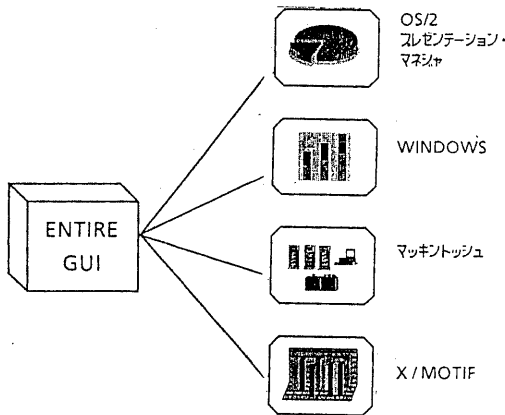 OS/2
プレゼンテーション・
マネジャ
WINDOWS
ENTIRE
GUI
マッキントッシュ
X / MOTIF